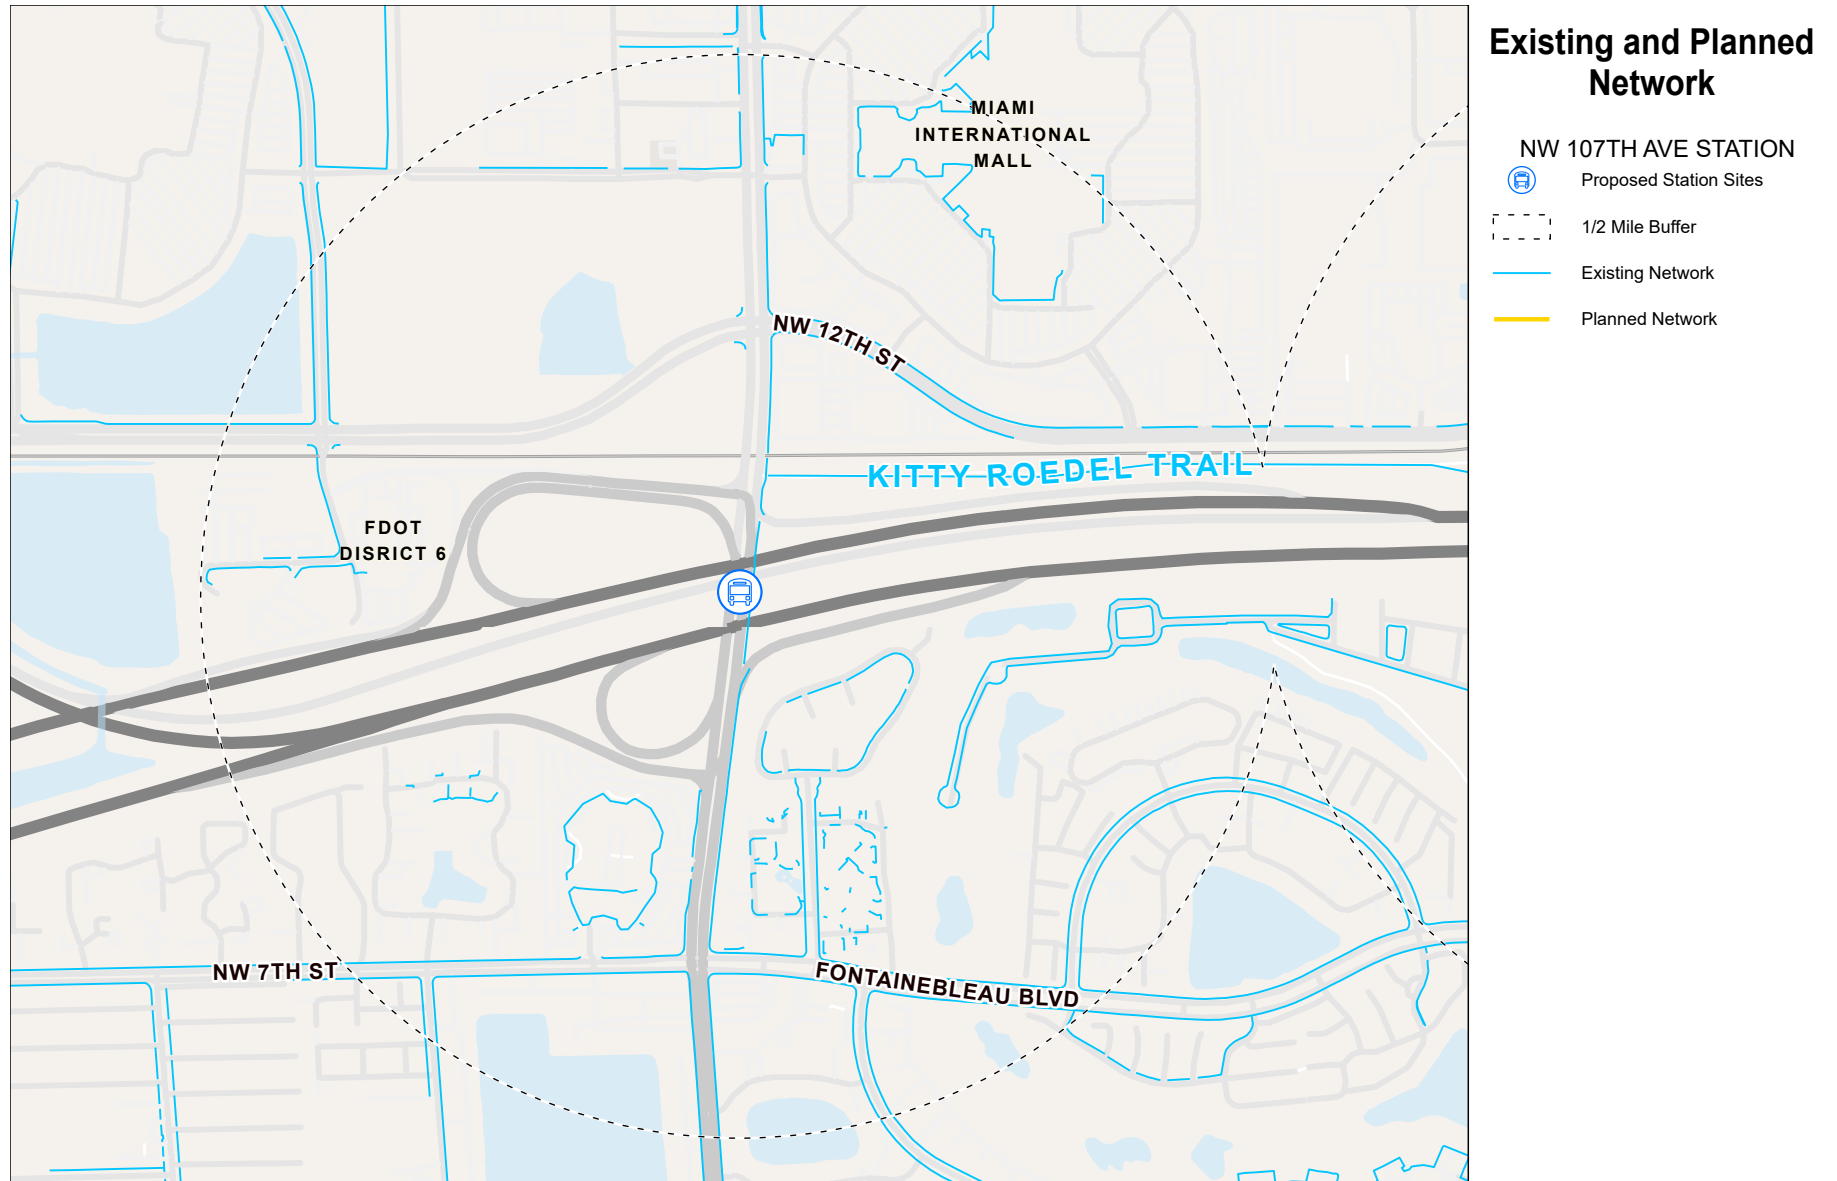 Existing and Planned
Network
NW 107TH AVE STATION
Proposed Station Sites
1/2 Mile Buffer
Existing Network
Planned Network
MIAMI
INTERNATIONAL
MALL
NW 12TH ST
KITTY ROEDEL TRAIL
FDOT
DISRICT 6
NW 7TH ST
FONTAINEBLEAU BLVD